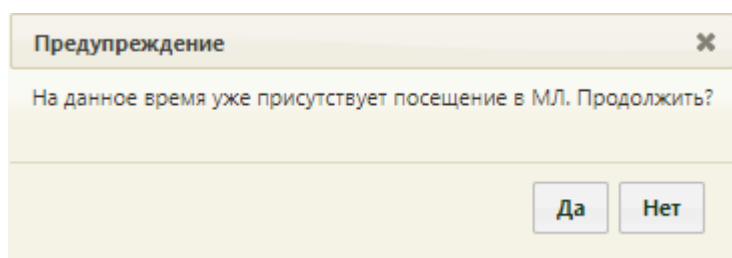 Предупреждение
На данное время уже присутствует посещение в МЛ. Продолжить?
Да Нет